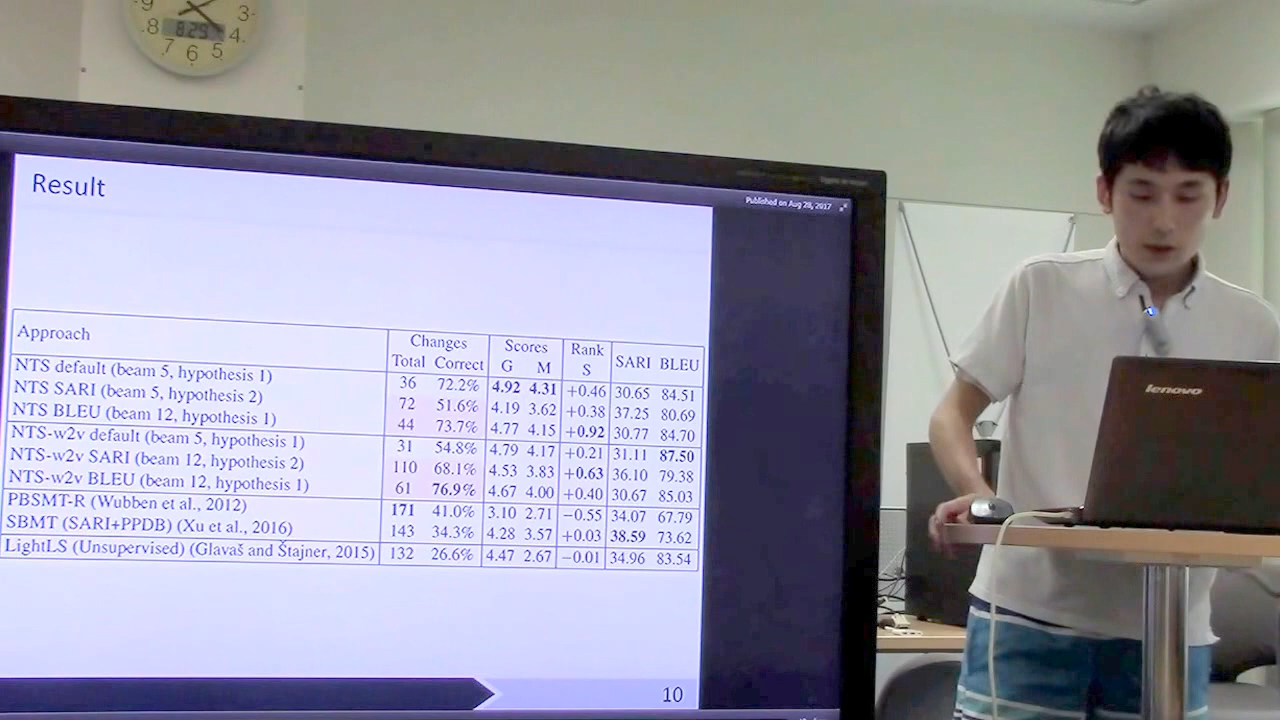 9 3
8 829 4
7 6 5
Published on Aug 28, 2017
Result
Approach Changes Scores Rank SARI BLEU
Total Correct G M S
NTS default (beam 5, hypothesis 1) 36 72.2% 4.92 4.31 +0.46 30.65 84.51
NTS SARI (beam 5, hypothesis 2) 72 51.6% 4.19 3.62 +0.38 37.25 80.69
NTS BLEU (beam 12, hypothesis 1) 44 73.7% 4.77 4.15 +0.92 30.77 84.70
NTS-w2v default (beam 5, hypothesis 1) 31 54.8% 4.79 4.17 +0.21 31.11 87.50
NTS-w2v SARI (beam 12, hypothesis 2) 110 68.1% 4.53 3.83 +0.63 36.10 79.38
NTS-w2v BLEU (beam 12, hypothesis 1) 61 76.9% 4.67 4.00 +0.40 30.67 85.03
PBSMT-R (Wubben et al., 2012) 171 41.0% 3.10 2.71 −0.55 34.07 67.79
SBMT (SARI+PPDB) (Xu et al., 2016) 143 34.3% 4.28 3.57 +0.03 38.59 73.62
LightLS (Unsupervised) (Glavaš and Štajner, 2015) 132 26.6% 4.47 2.67 −0.01 34.96 83.54
10
lenovo